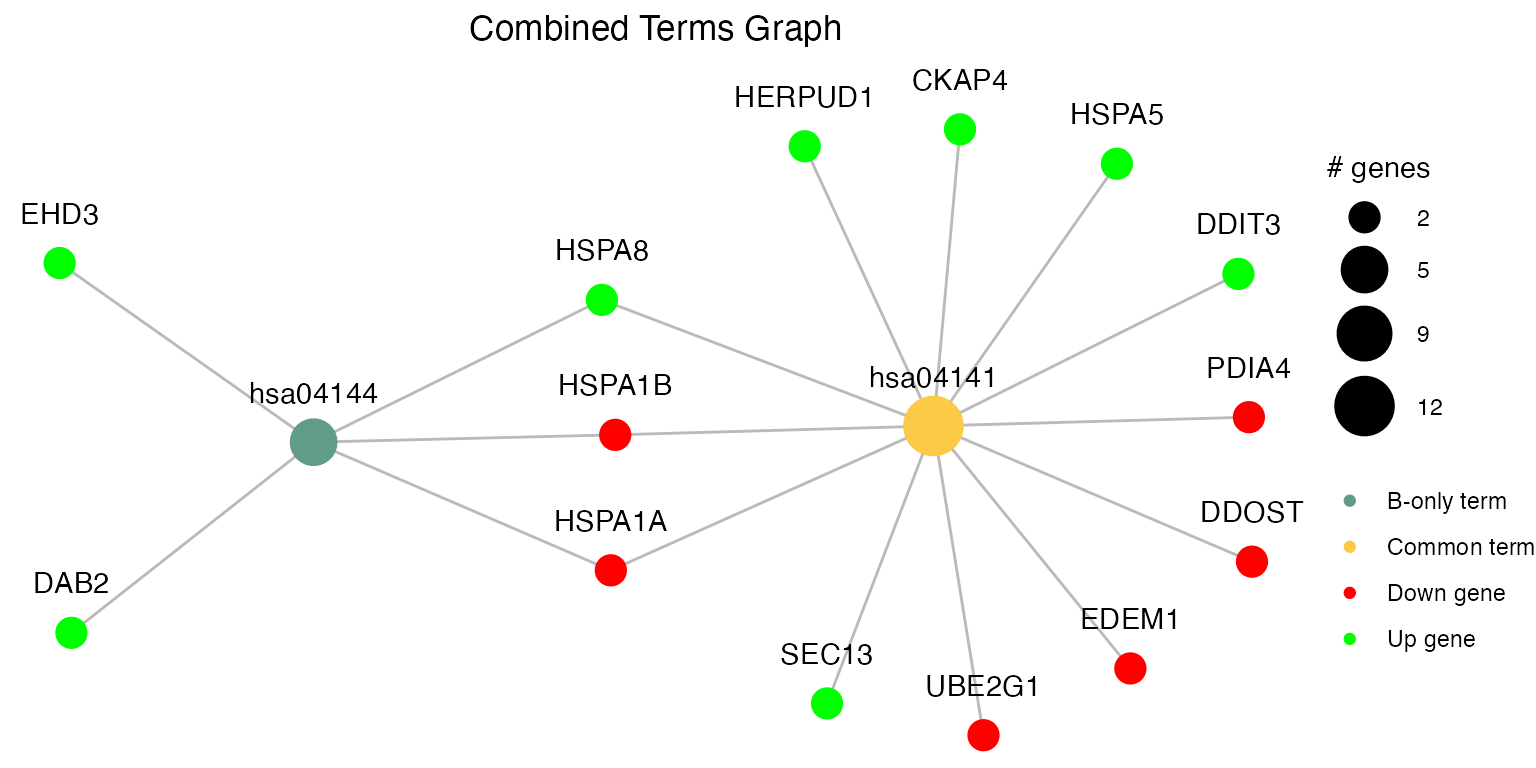 Combined Terms Graph
CKAP4
HERPUD1
HSPA5
# genes
EHD3
2
DDIT3
HSPA8
5
9
PDIA4
hsa04141
HSPA1B
hsa04144
12
B-only term
DDOST
HSPA1A
Common term
DAB2
Down gene
EDEM1
Up gene
SEC13
UBE2G1